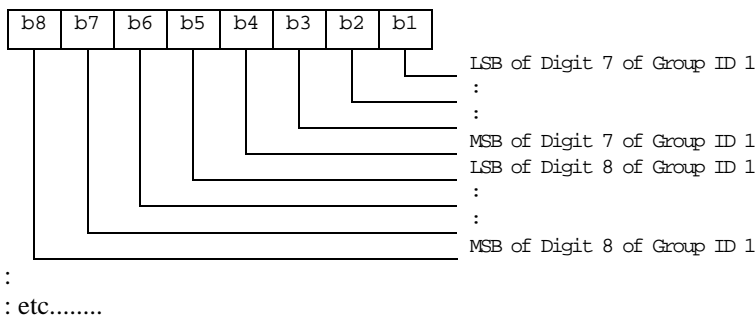 b8 b7 b6 b5 b4 b3 b2 b1
LSB of Digit 7 of Group ID 1
:
:
MSB of Digit 7 of Group ID 1
LSB of Digit 8 of Group ID 1
:
:
MSB of Digit 8 of Group ID 1
:
: etc........